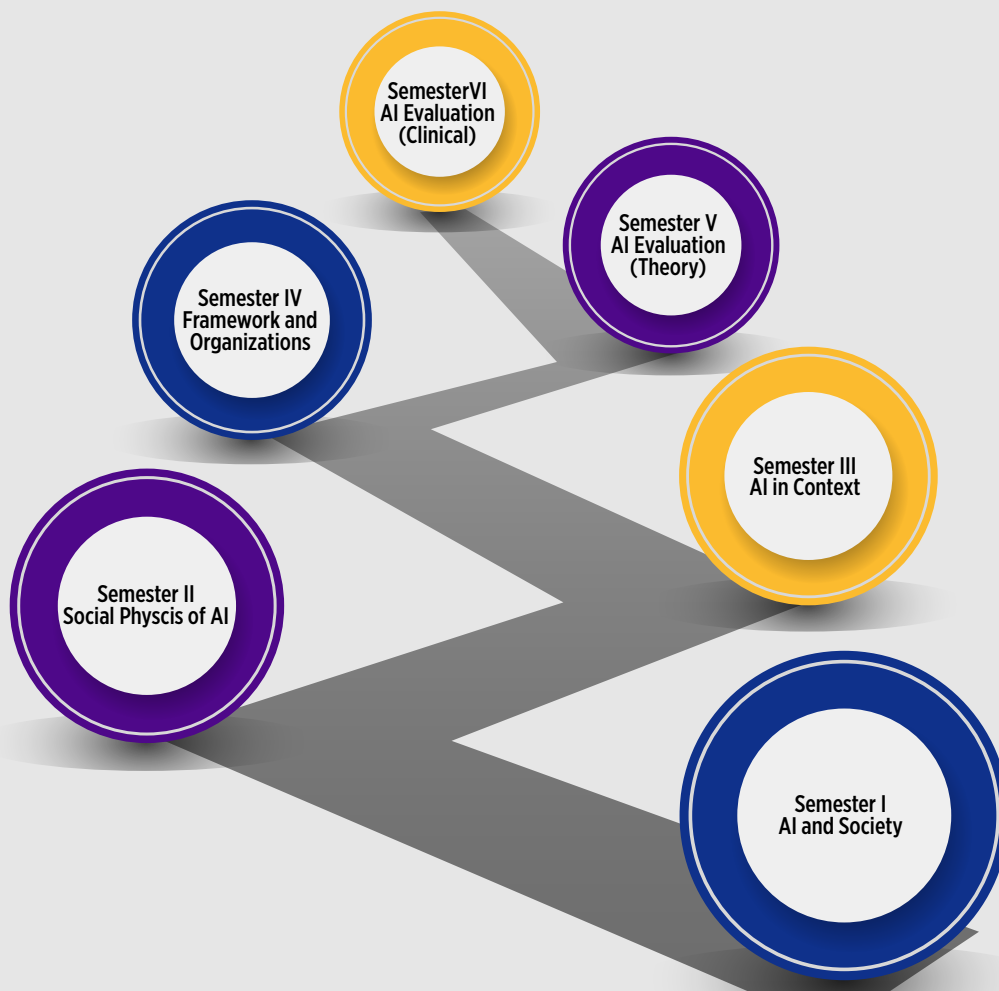 SemesterVI
AI Evaluation
(Clinical)
Semester V
AI Evaluation
(Theory)
Semester IV
Framework and
Organizations
Semester III
AI in Context
Semester II
Social Physcis of AI
Semester I
AI and Society